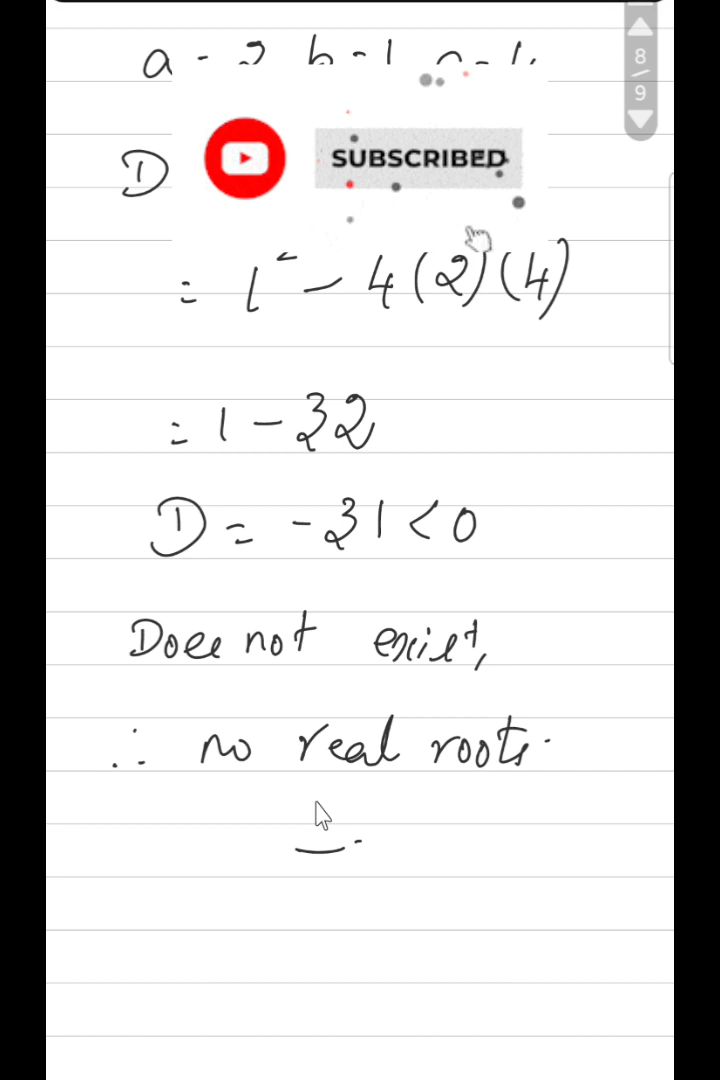 8
9
SUBSCRIBED
D
= 1² - 4(2)(4)
= 1 - 32
D = -31 < 0
Does not exist,
∴ no real roots.